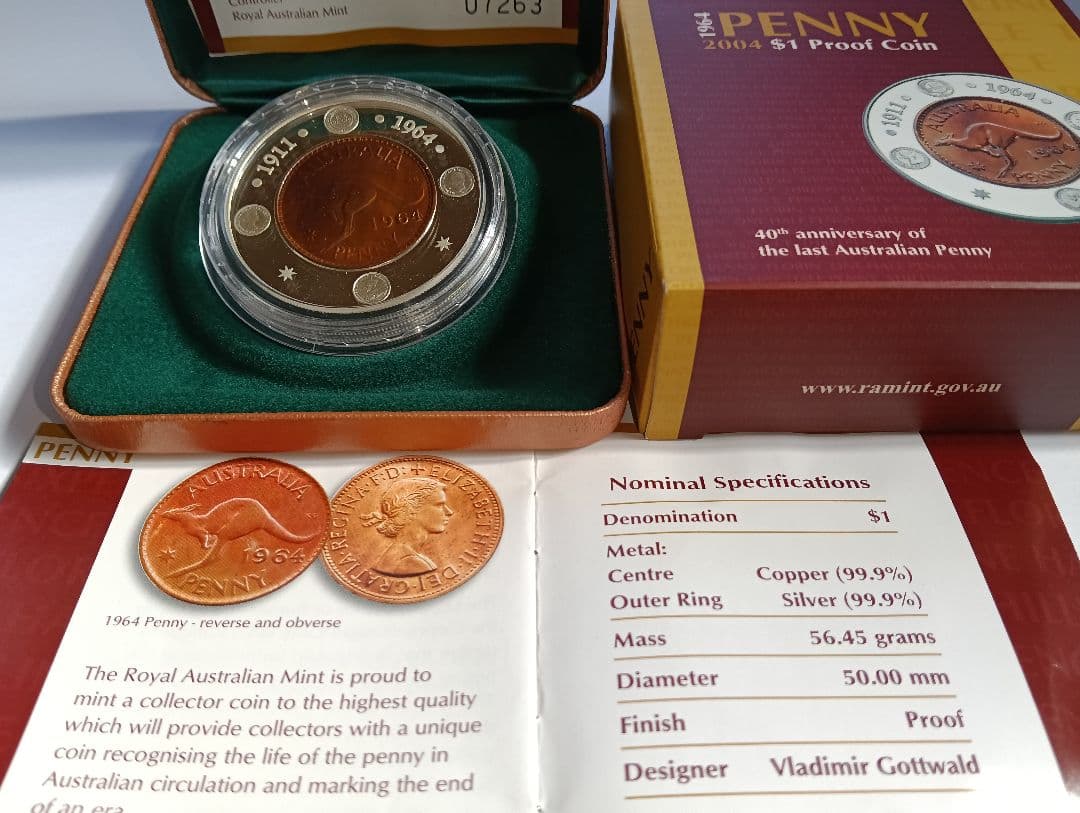 Controller
Royal Australian Mint
07263
1911
1964
AUSTRALIA
1964
PENNY
1964 PENNY
2004 $1 Proof Coin
1911
1964
AUSTRALIA
1964
PENNY
40th anniversary of
the last Australian Penny
www.ramint.gov.au
PENNY
AUSTRALIA
1964
PENNY
ELIZABETH·II·DEI·GRATIA·REGINA·F:D:+
1964 Penny - reverse and obverse
The Royal Australian Mint is proud to
mint a collector coin to the highest quality
which will provide collectors with a unique
coin recognising the life of the penny in
Australian circulation and marking the end
of an era
Nominal Specifications
Denomination $1
Metal:
Centre Copper (99.9%)
Outer Ring Silver (99.9%)
Mass 56.45 grams
Diameter 50.00 mm
Finish Proof
Designer Vladimir Gottwald